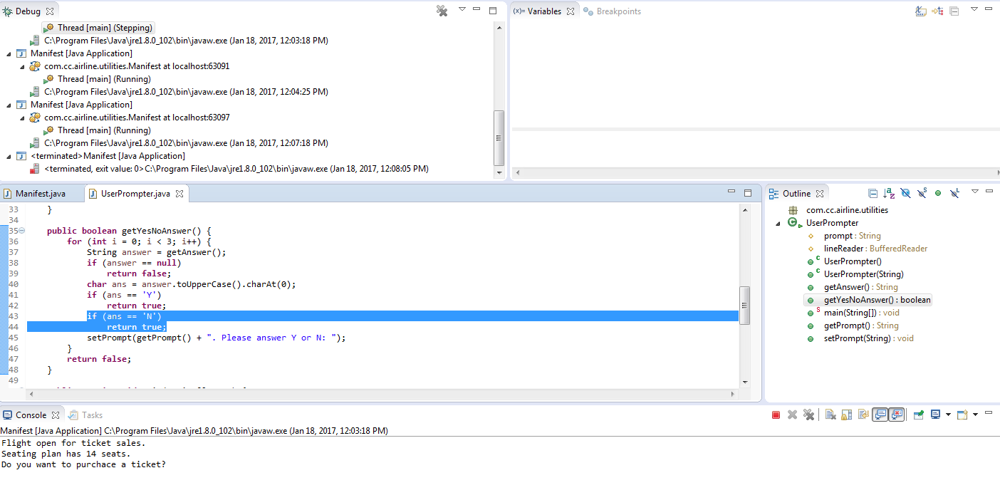 Debug
(x)= Variables
Breakpoints
Thread [main] (Stepping)
C:\Program Files\Java\jre1.8.0_102\bin\javaw.exe (Jan 18, 2017, 12:03:18 PM)
Manifest [Java Application]
com.cc.airline.utilities.Manifest at localhost:63091
Thread [main] (Running)
C:\Program Files\Java\jre1.8.0_102\bin\javaw.exe (Jan 18, 2017, 12:04:25 PM)
Manifest [Java Application]
com.cc.airline.utilities.Manifest at localhost:63097
Thread [main] (Running)
C:\Program Files\Java\jre1.8.0_102\bin\javaw.exe (Jan 18, 2017, 12:07:18 PM)
<terminated>Manifest [Java Application]
<terminated, exit value: 0>C:\Program Files\Java\jre1.8.0_102\bin\javaw.exe (Jan 18, 2017, 12:08:05 PM)
Manifest.java
UserPrompter.java
33 }
34
35 public boolean getYesNoAnswer() {
36 for (int i = 0; i < 3; i++) {
37 String answer = getAnswer();
38 if (answer == null)
39 return false;
40 char ans = answer.toUpperCase().charAt(0);
41 if (ans == 'Y')
42 return true;
43 if (ans == 'N')
44 return true;
45 setPrompt(getPrompt() + ". Please answer Y or N: ");
46 }
47 return false;
48 }
49
Outline
com.cc.airline.utilities
UserPrompter
prompt : String
lineReader : BufferedReader
UserPrompter()
UserPrompter(String)
getAnswer() : String
getYesNoAnswer() : boolean
main(String[]) : void
getPrompt() : String
setPrompt(String) : void
Console
Tasks
Manifest [Java Application] C:\Program Files\Java\jre1.8.0_102\bin\javaw.exe (Jan 18, 2017, 12:03:18 PM)
Flight open for ticket sales.
Seating plan has 14 seats.
Do you want to purchace a ticket?